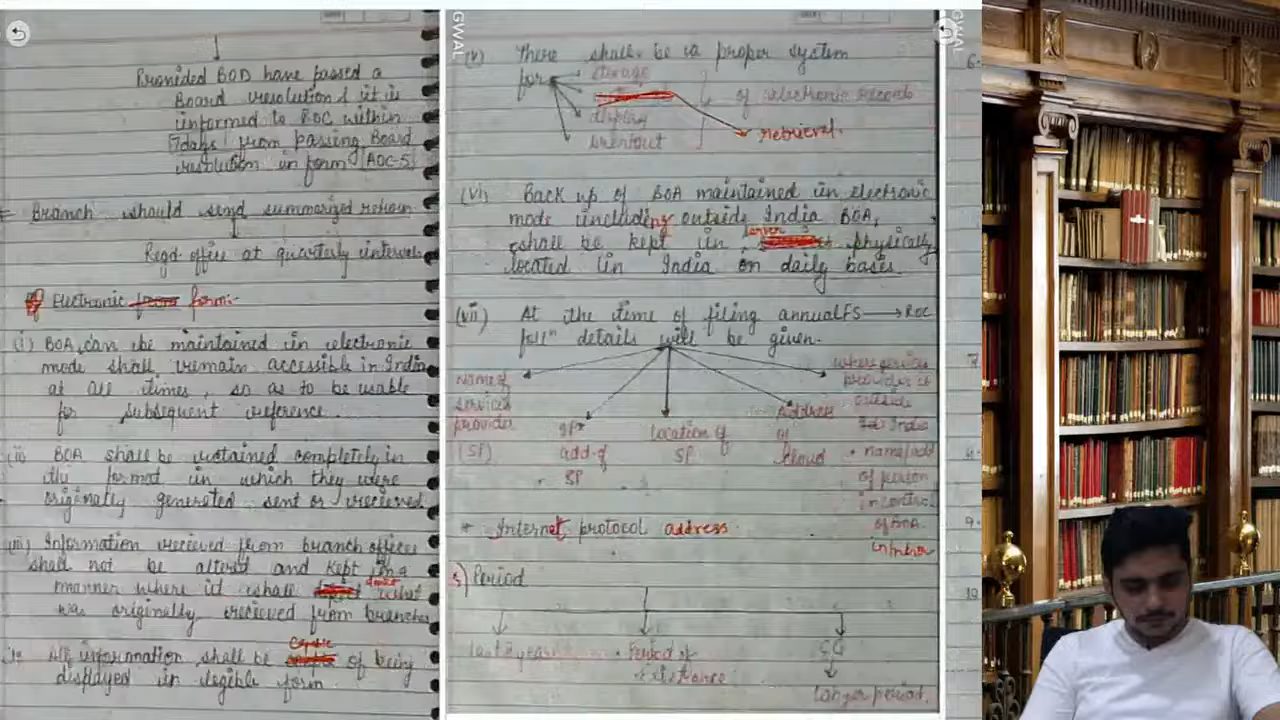 Provided BOD have passed a
Board resolution & it is
informed to ROC within
7days from passing Board
resolution in form (AOC-5)
Branch should send summarized return
Regd office at quarterly intervals
Electronic form:-
(i) BOA can be maintained in electronic
mode shall remain accessible in India
at all times, so as to be usable
for subsequent reference.
(ii) BOA shall be retained completely in
the format in which they were
originally generated sent or recieved
(iii) Information recieved from branch offices
shall not be altered and kept in a
manner where it shall what
was originally recieved from branches
Capable
All information shall be of being
displayed in legible form.
GWAL
(v) There shall be a proper system
for storage
of electronic records
display
retrieval.
printout
(vi) Back up of BOA maintained in electronic
mode including outside India BOA,
server
shall be kept in physically
located in India on daily basis
(vii) At the time of filing annual FS → ROC
foll^n details will be given.
Name of
service
provider
(SP)
IP*
add. of
SP
Location of
SP
Address
of
cloud
where service
provider is
outside
India
name/add
of person
in control
of BOA
in India
* Internet protocol address.
Period
Period of
existance
CG
longer period.
GWAL